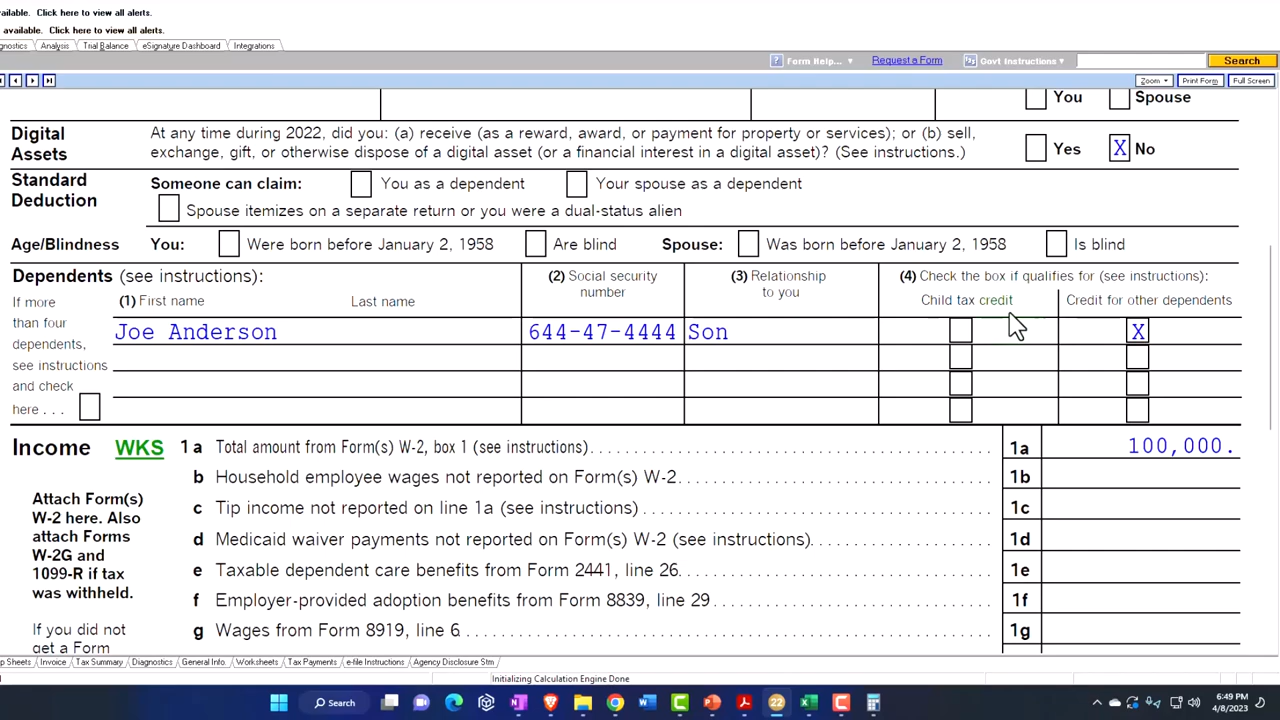 vailable. Click here to view all alerts.
available. Click here to view all alerts.
gnostics Analysis Trial Balance eSignature Dashboard Integrations
? Form Help... Request a Form Govt Instructions Search
Zoom Print Form Full Screen
You Spouse
Digital Assets
At any time during 2022, did you: (a) receive (as a reward, award, or payment for property or services); or (b) sell,
exchange, gift, or otherwise dispose of a digital asset (or a financial interest in a digital asset)? (See instructions.)
Yes X No
Standard Deduction
Someone can claim: You as a dependent Your spouse as a dependent
Spouse itemizes on a separate return or you were a dual-status alien
Age/Blindness You: Were born before January 2, 1958 Are blind Spouse: Was born before January 2, 1958 Is blind
Dependents (see instructions):
(2) Social security number
(3) Relationship to you
(4) Check the box if qualifies for (see instructions):
If more than four dependents, see instructions and check here . . .
(1) First name Last name
Child tax credit Credit for other dependents
Joe Anderson 644-47-4444 Son X
Income WKS 1a Total amount from Form(s) W-2, box 1 (see instructions) 1a 100,000.
b Household employee wages not reported on Form(s) W-2 1b
c Tip income not reported on line 1a (see instructions) 1c
d Medicaid waiver payments not reported on Form(s) W-2 (see instructions) 1d
e Taxable dependent care benefits from Form 2441, line 26 1e
f Employer-provided adoption benefits from Form 8839, line 29 1f
g Wages from Form 8919, line 6 1g
Attach Form(s)
W-2 here. Also
attach Forms
W-2G and
1099-R if tax
was withheld.
If you did not
get a Form
p Sheets Invoice Tax Summary Diagnostics General Info. Worksheets Tax Payments e-file Instructions Agency Disclosure Stm
Initializing Calculation Engine Done
Search 22
6:49 PM
4/8/2023